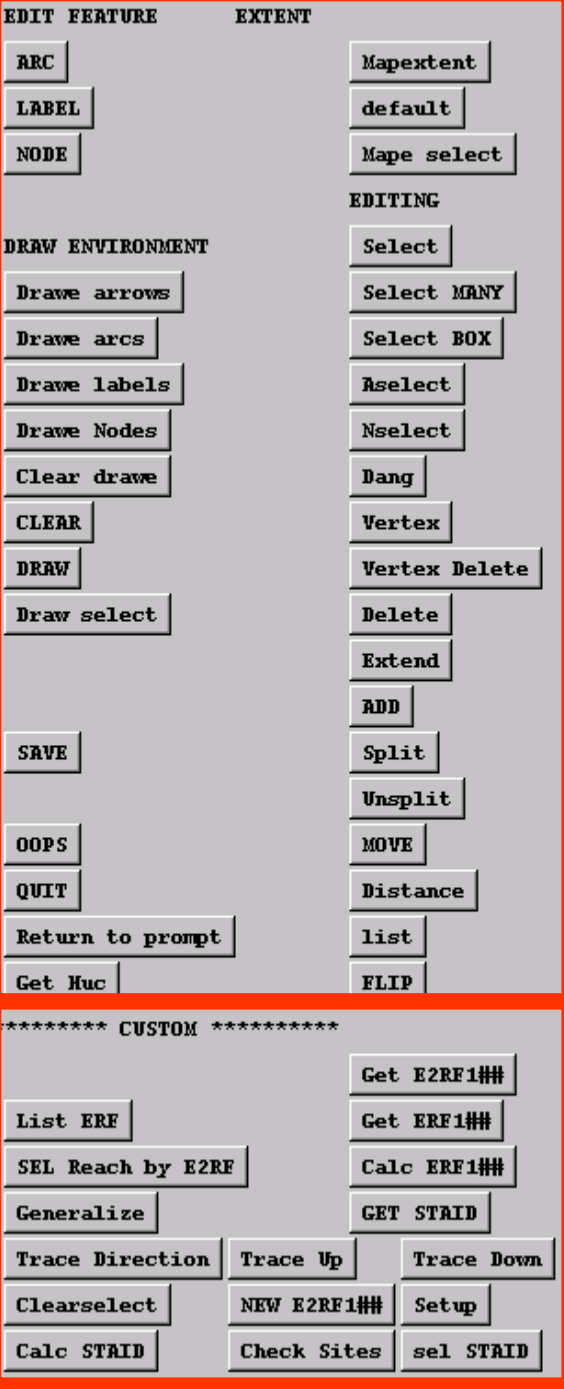 EDIT FEATURE EXTENT
ARC Mapextent
LABEL default
NODE Mape select
EDITING
DRAW ENVIRONMENT Select
Drawe arrows Select MANY
Drawe arcs Select BOX
Drawe labels Aselect
Drawe Nodes Nselect
Clear drawe Dang
CLEAR Vertex
DRAW Vertex Delete
Draw select Delete
Extend
ADD
SAVE Split
Unsplit
OOPS MOVE
QUIT Distance
Return to prompt list
Get Huc FLIP
********* CUSTOM **********
Get E2RF1##
List ERF Get ERF1##
SEL Reach by E2RF Calc ERF1##
Generalize GET STAID
Trace Direction Trace Up Trace Down
Clearselect NEW E2RF1## Setup
Calc STAID Check Sites sel STAID